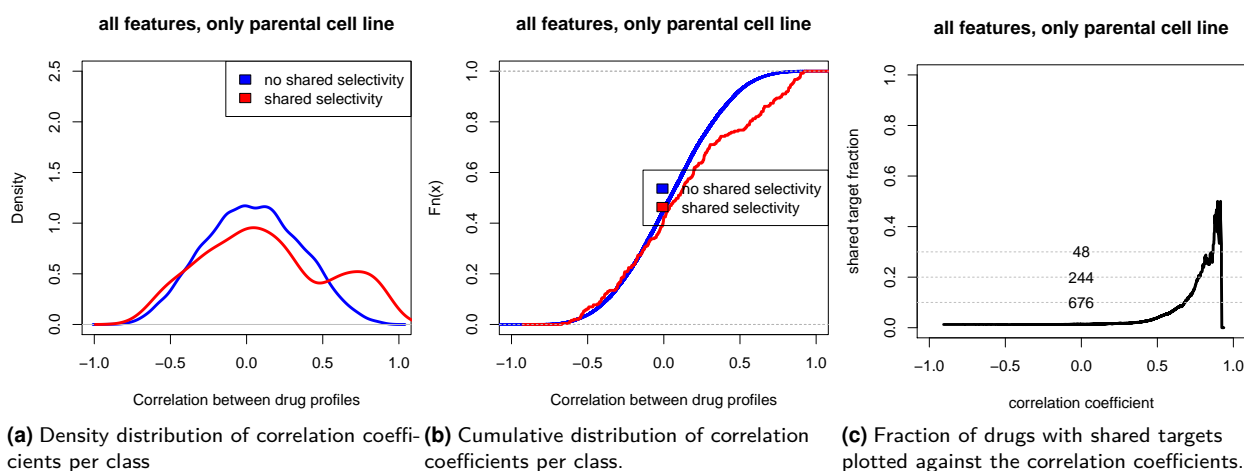 all features, only parental cell line
2.5
2.0
1.5
1.0
0.5
0.0
Density
no shared selectivity
shared selectivity
−1.0 −0.5 0.0 0.5 1.0
Correlation between drug profiles
(a) Density distribution of correlation coeffi-
cients per class
all features, only parental cell line
1.0
0.8
0.6
0.4
0.2
0.0
Fn(x)
no shared selectivity
shared selectivity
−1.0 −0.5 0.0 0.5 1.0
Correlation between drug profiles
(b) Cumulative distribution of correlation
coefficients per class.
all features, only parental cell line
1.0
0.8
0.6
0.4
0.2
0.0
shared target fraction
48
244
676
−1.0 −0.5 0.0 0.5 1.0
correlation coefficient
(c) Fraction of drugs with shared targets
plotted against the correlation coefficients.